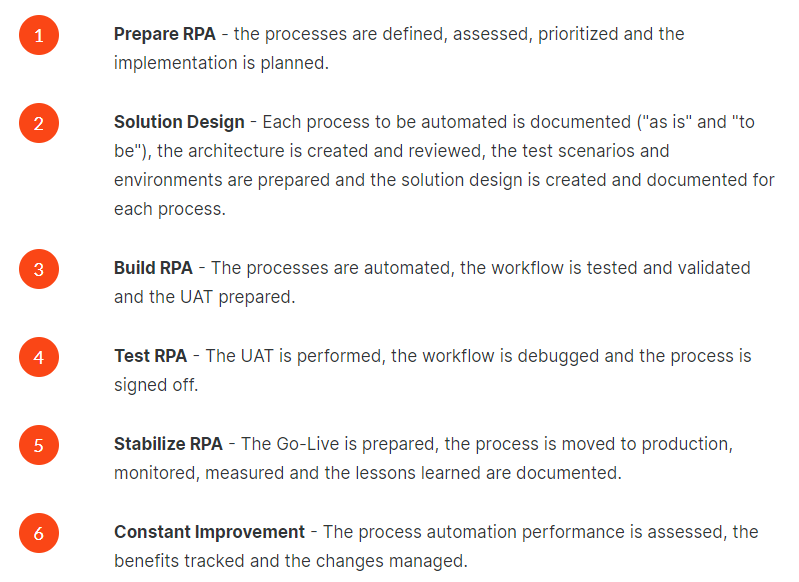 1
Prepare RPA - the processes are defined, assessed, prioritized and the
implementation is planned.
2
Solution Design - Each process to be automated is documented ("as is" and "to
be"), the architecture is created and reviewed, the test scenarios and
environments are prepared and the solution design is created and documented for
each process.
3
Build RPA - The processes are automated, the workflow is tested and validated
and the UAT prepared.
4
Test RPA - The UAT is performed, the workflow is debugged and the process is
signed off.
5
Stabilize RPA - The Go-Live is prepared, the process is moved to production,
monitored, measured and the lessons learned are documented.
6
Constant Improvement - The process automation performance is assessed, the
benefits tracked and the changes managed.